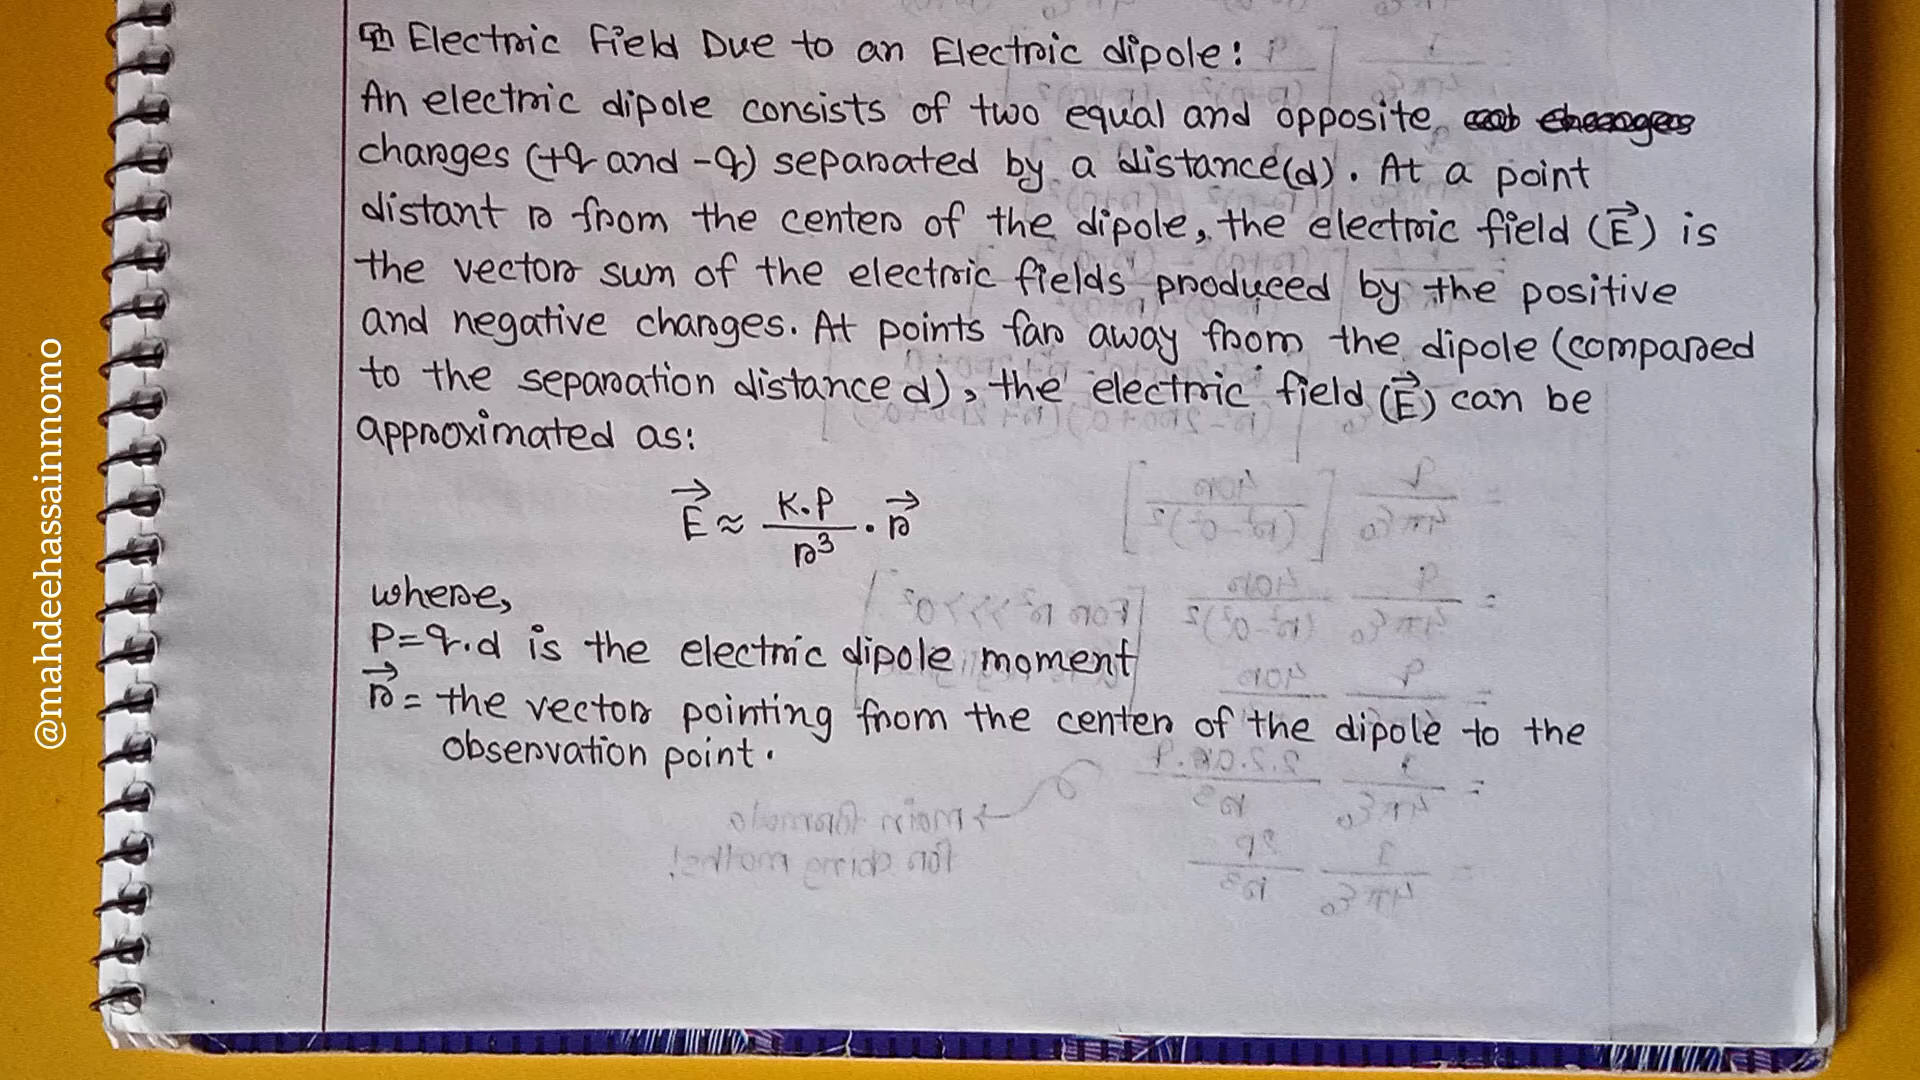 Electric Field Due to an Electric dipole:
An electric dipole consists of two equal and opposite
charges (+q and -q) separated by a distance(d). At a point
distant r from the center of the dipole, the electric field (E⃗) is
the vector sum of the electric fields produced by the positive
and negative charges. At points far away from the dipole (compared
to the separation distance d), the electric field (E⃗) can be
approximated as:
E⃗ ≈ K.P / r³ . r⃗
where,
P=q.d is the electric dipole moment
r⃗ = the vector pointing from the center of the dipole to the
observation point.
@mahdeehassainmomo